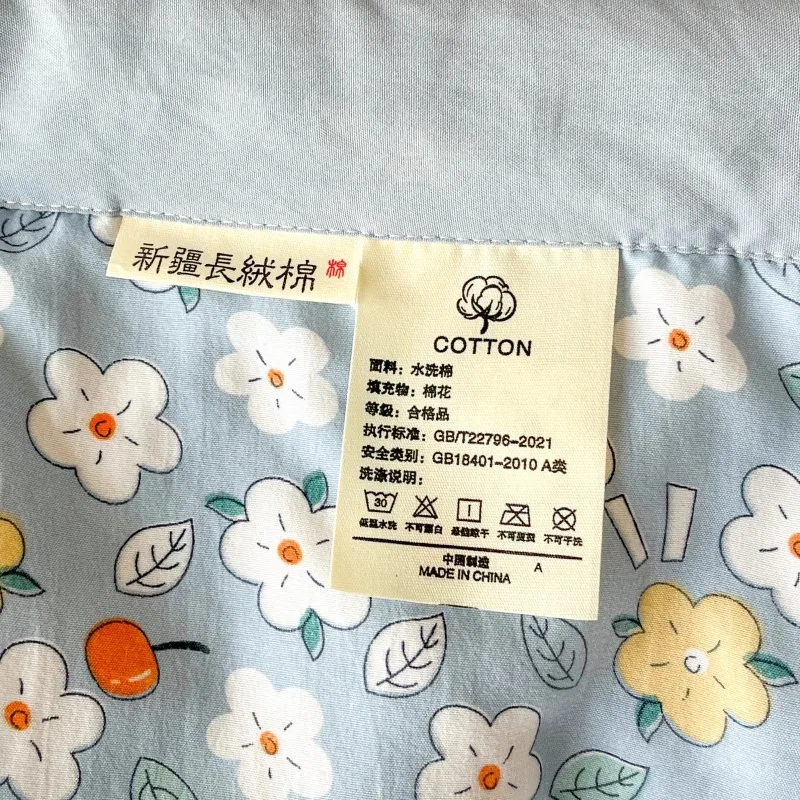 新疆長絨棉 棉
COTTON
面料：水洗棉
填充物：棉花
等级：合格品
执行标准：GB/T22796-2021
安全类别：GB18401-2010 A类
洗涤说明：
30
低温水洗 不可漂白 悬挂晾干 不可熨烫 不可干洗
中国制造 A
MADE IN CHINA